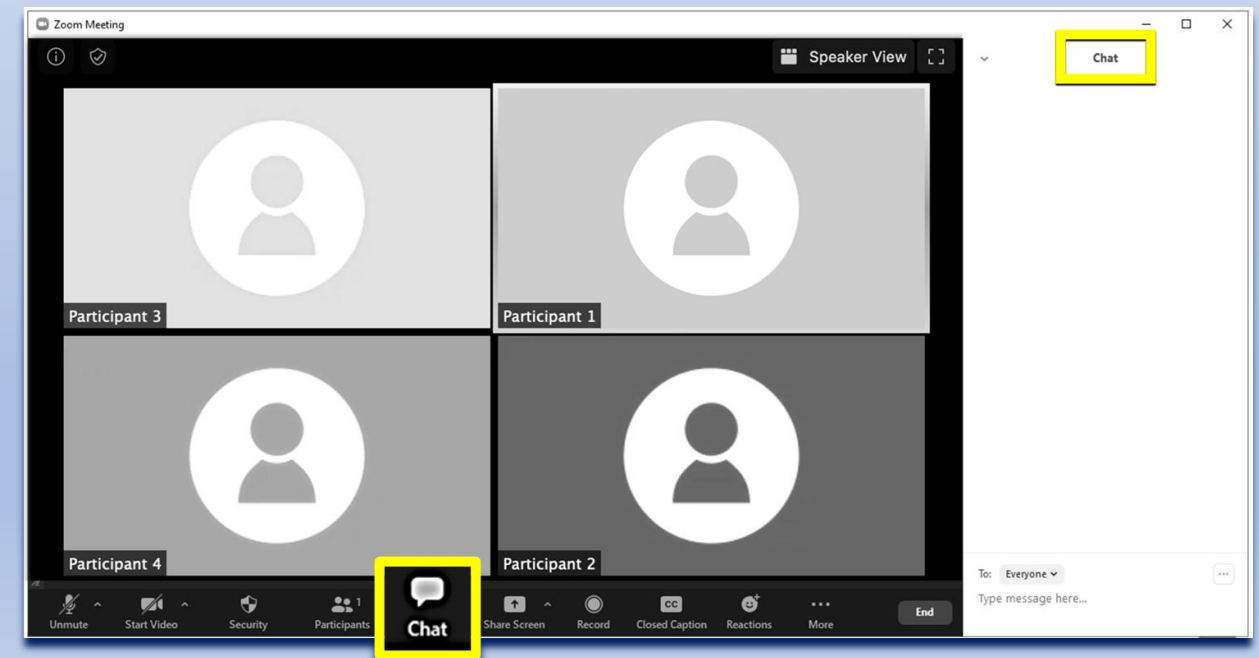 Zoom Meeting
Speaker View
Chat
Participant 3
Participant 1
Participant 4
Participant 2
To: Everyone
Type message here...
Unmute
Start Video
Security
Participants 1
Chat
Share Screen
Record
CC
Closed Caption
Reactions
More
End